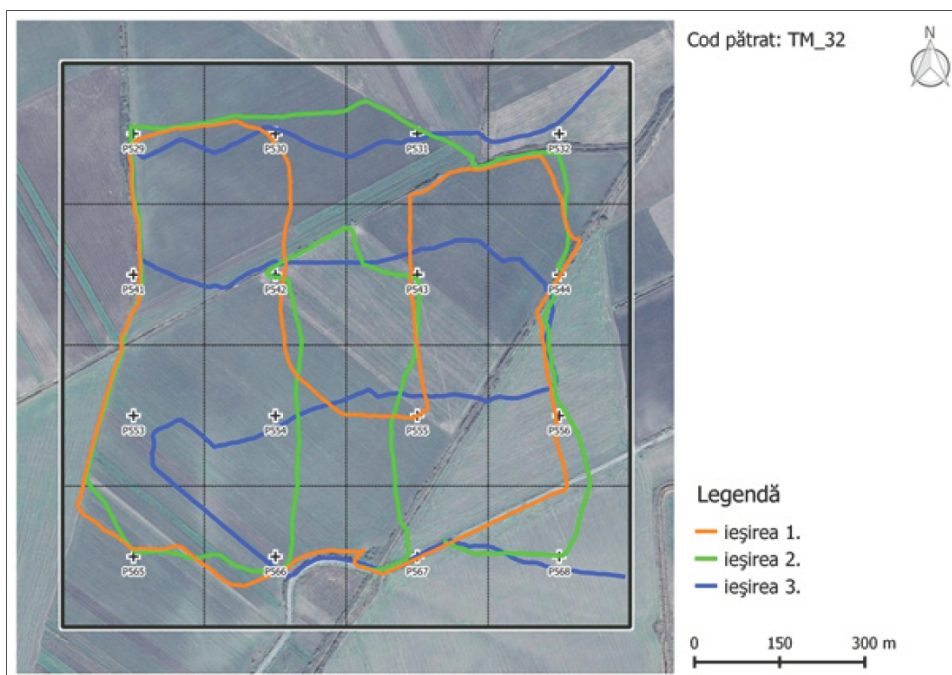 Cod pătrat: TM_32
N
P529 P530 P531 P532
P541 P542 P543 P544
P553 P554 P555 P556
P565 P566 P567 P568
Legendă
ieşirea 1.
ieşirea 2.
ieşirea 3.
0 150 300 m